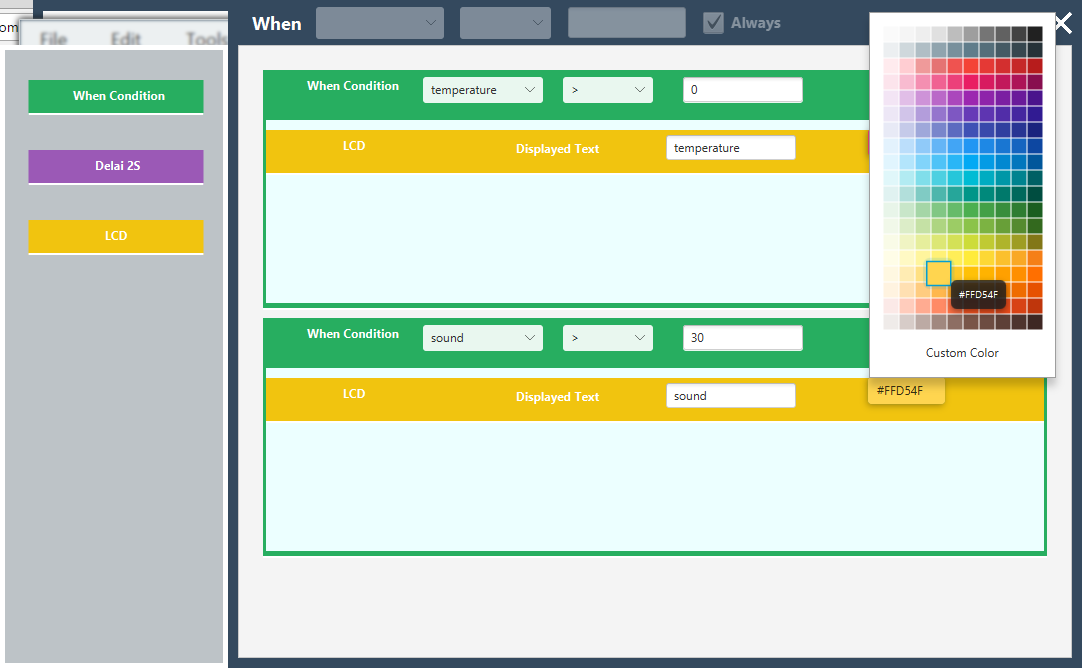 om
File Edit Tools
When Always
When Condition
Delai 2S
LCD
When Condition temperature > 0
LCD Displayed Text temperature
When Condition sound > 30
LCD Displayed Text sound #FFD54F
#FFD54F
Custom Color